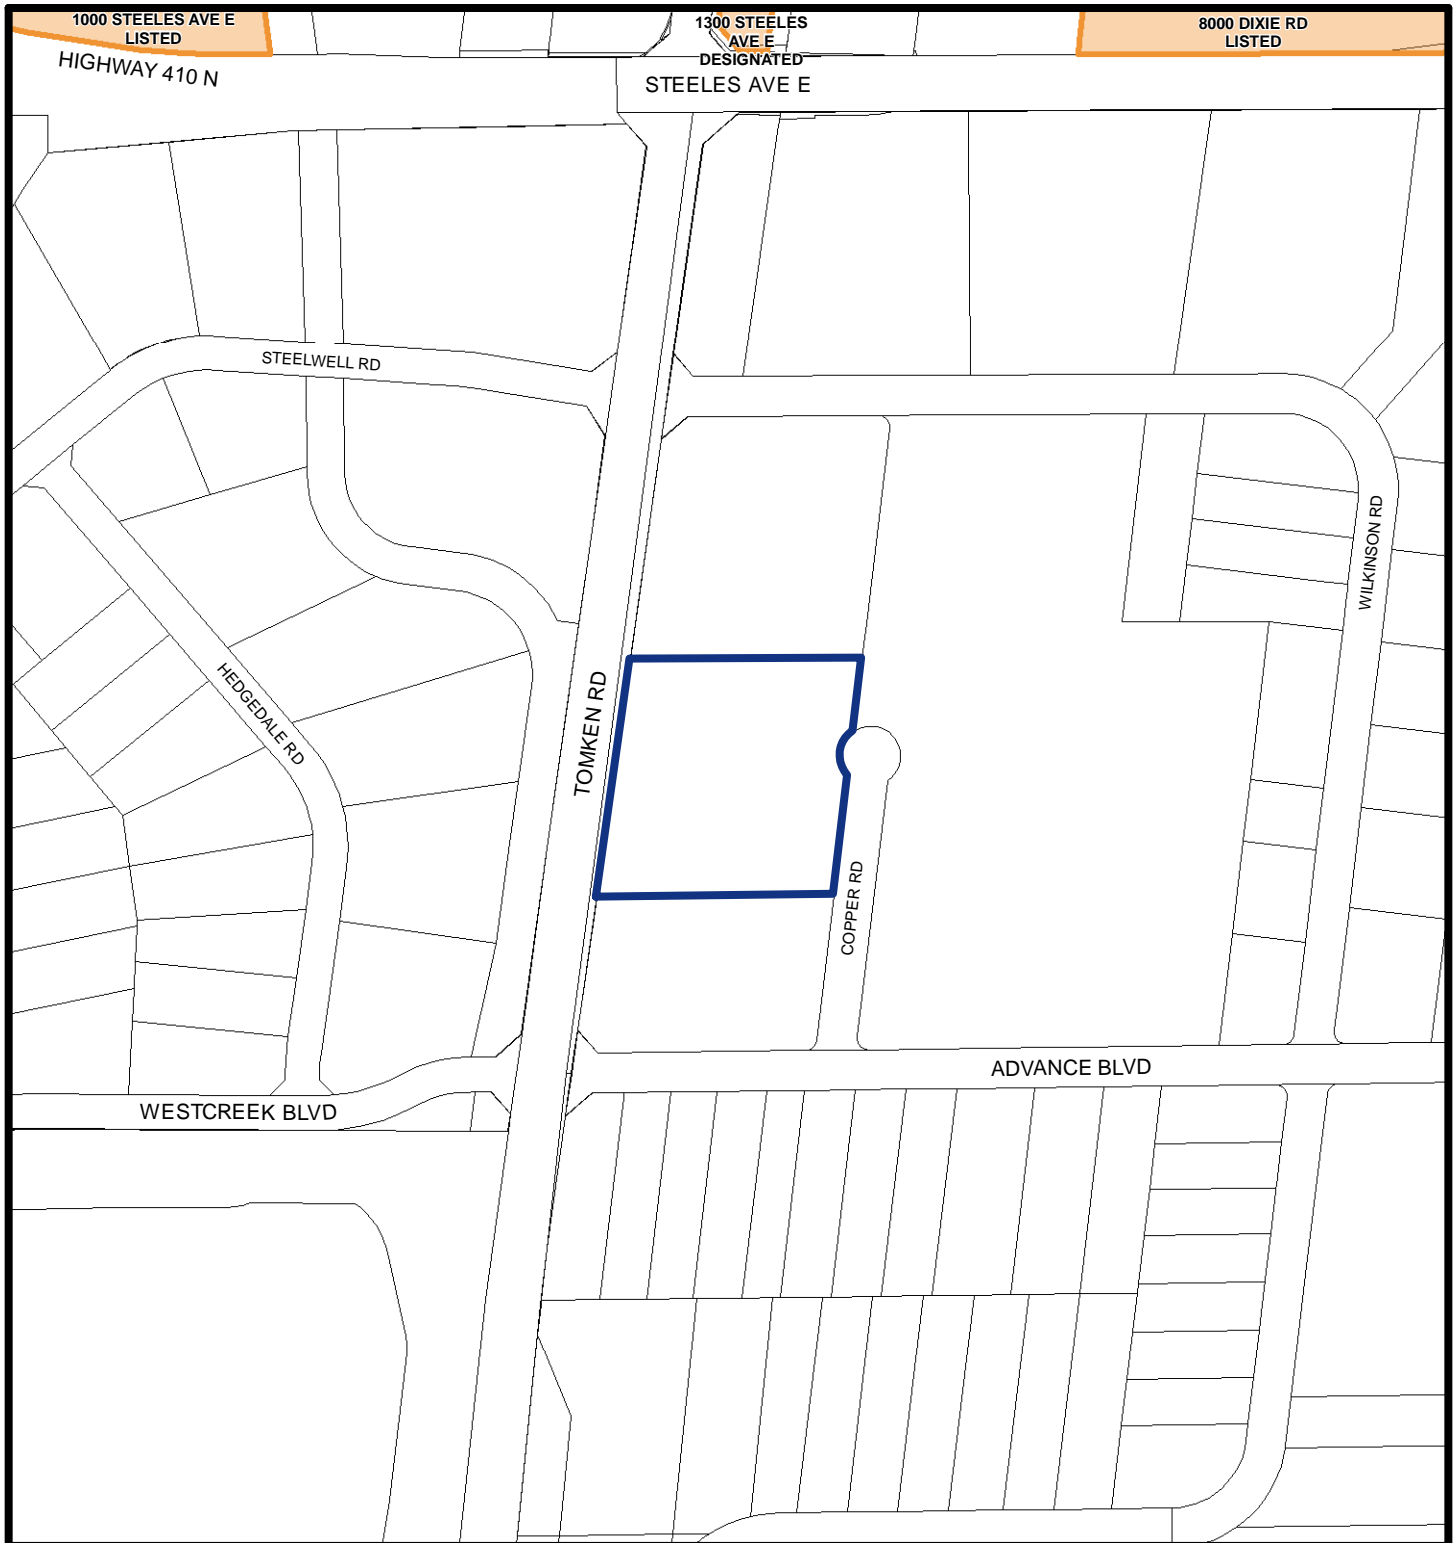 1000 STEELES AVE E
LISTED
1300 STEELES
AVE E
DESIGNATED
8000 DIXIE RD
LISTED
HIGHWAY 410 N
STEELES AVE E
STEELWELL RD
WILKINSON RD
HEDGEDALE RD
TOMKEN RD
COPPER RD
ADVANCE BLVD
WESTCREEK BLVD